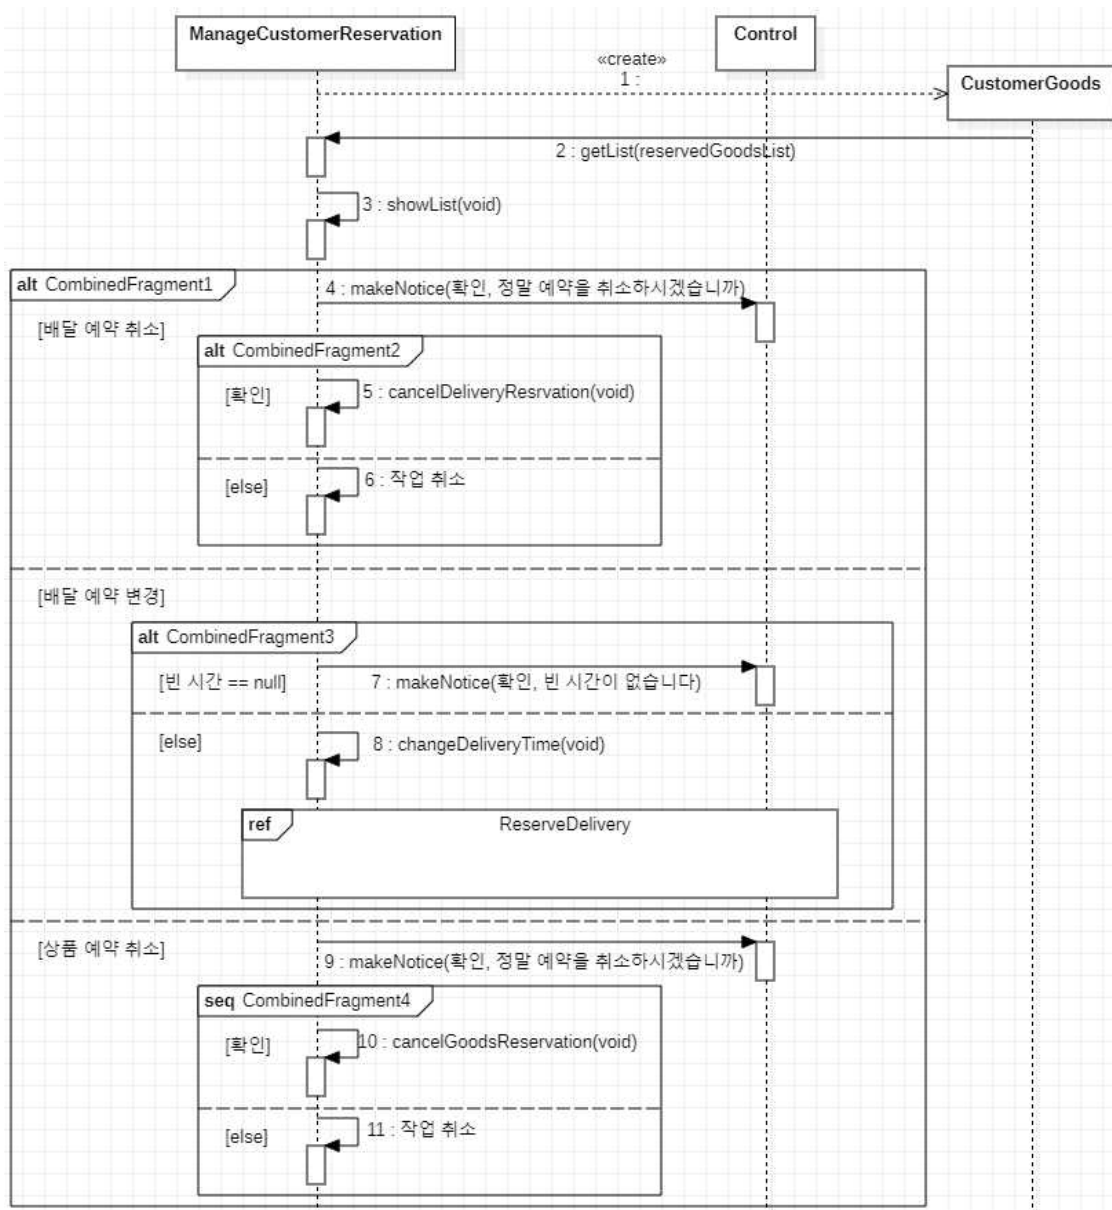 ManageCustomerReservation
Control
«create»
1 :
CustomerGoods
2 : getList(reservedGoodsList)
3 : showList(void)
alt CombinedFragment1
4 : makeNotice(확인, 정말 예약을 취소하시겠습니까)
[배달 예약 취소]
alt CombinedFragment2
[확인]
5 : cancelDeliveryResrvation(void)
[else]
6 : 작업 취소
[배달 예약 변경]
alt CombinedFragment3
[빈 시간 == null]
7 : makeNotice(확인, 빈 시간이 없습니다)
[else]
8 : changeDeliveryTime(void)
ref
ReserveDelivery
[상품 예약 취소]
9 : makeNotice(확인, 정말 예약을 취소하시겠습니까)
seq CombinedFragment4
[확인]
10 : cancelGoodsReservation(void)
[else]
11 : 작업 취소